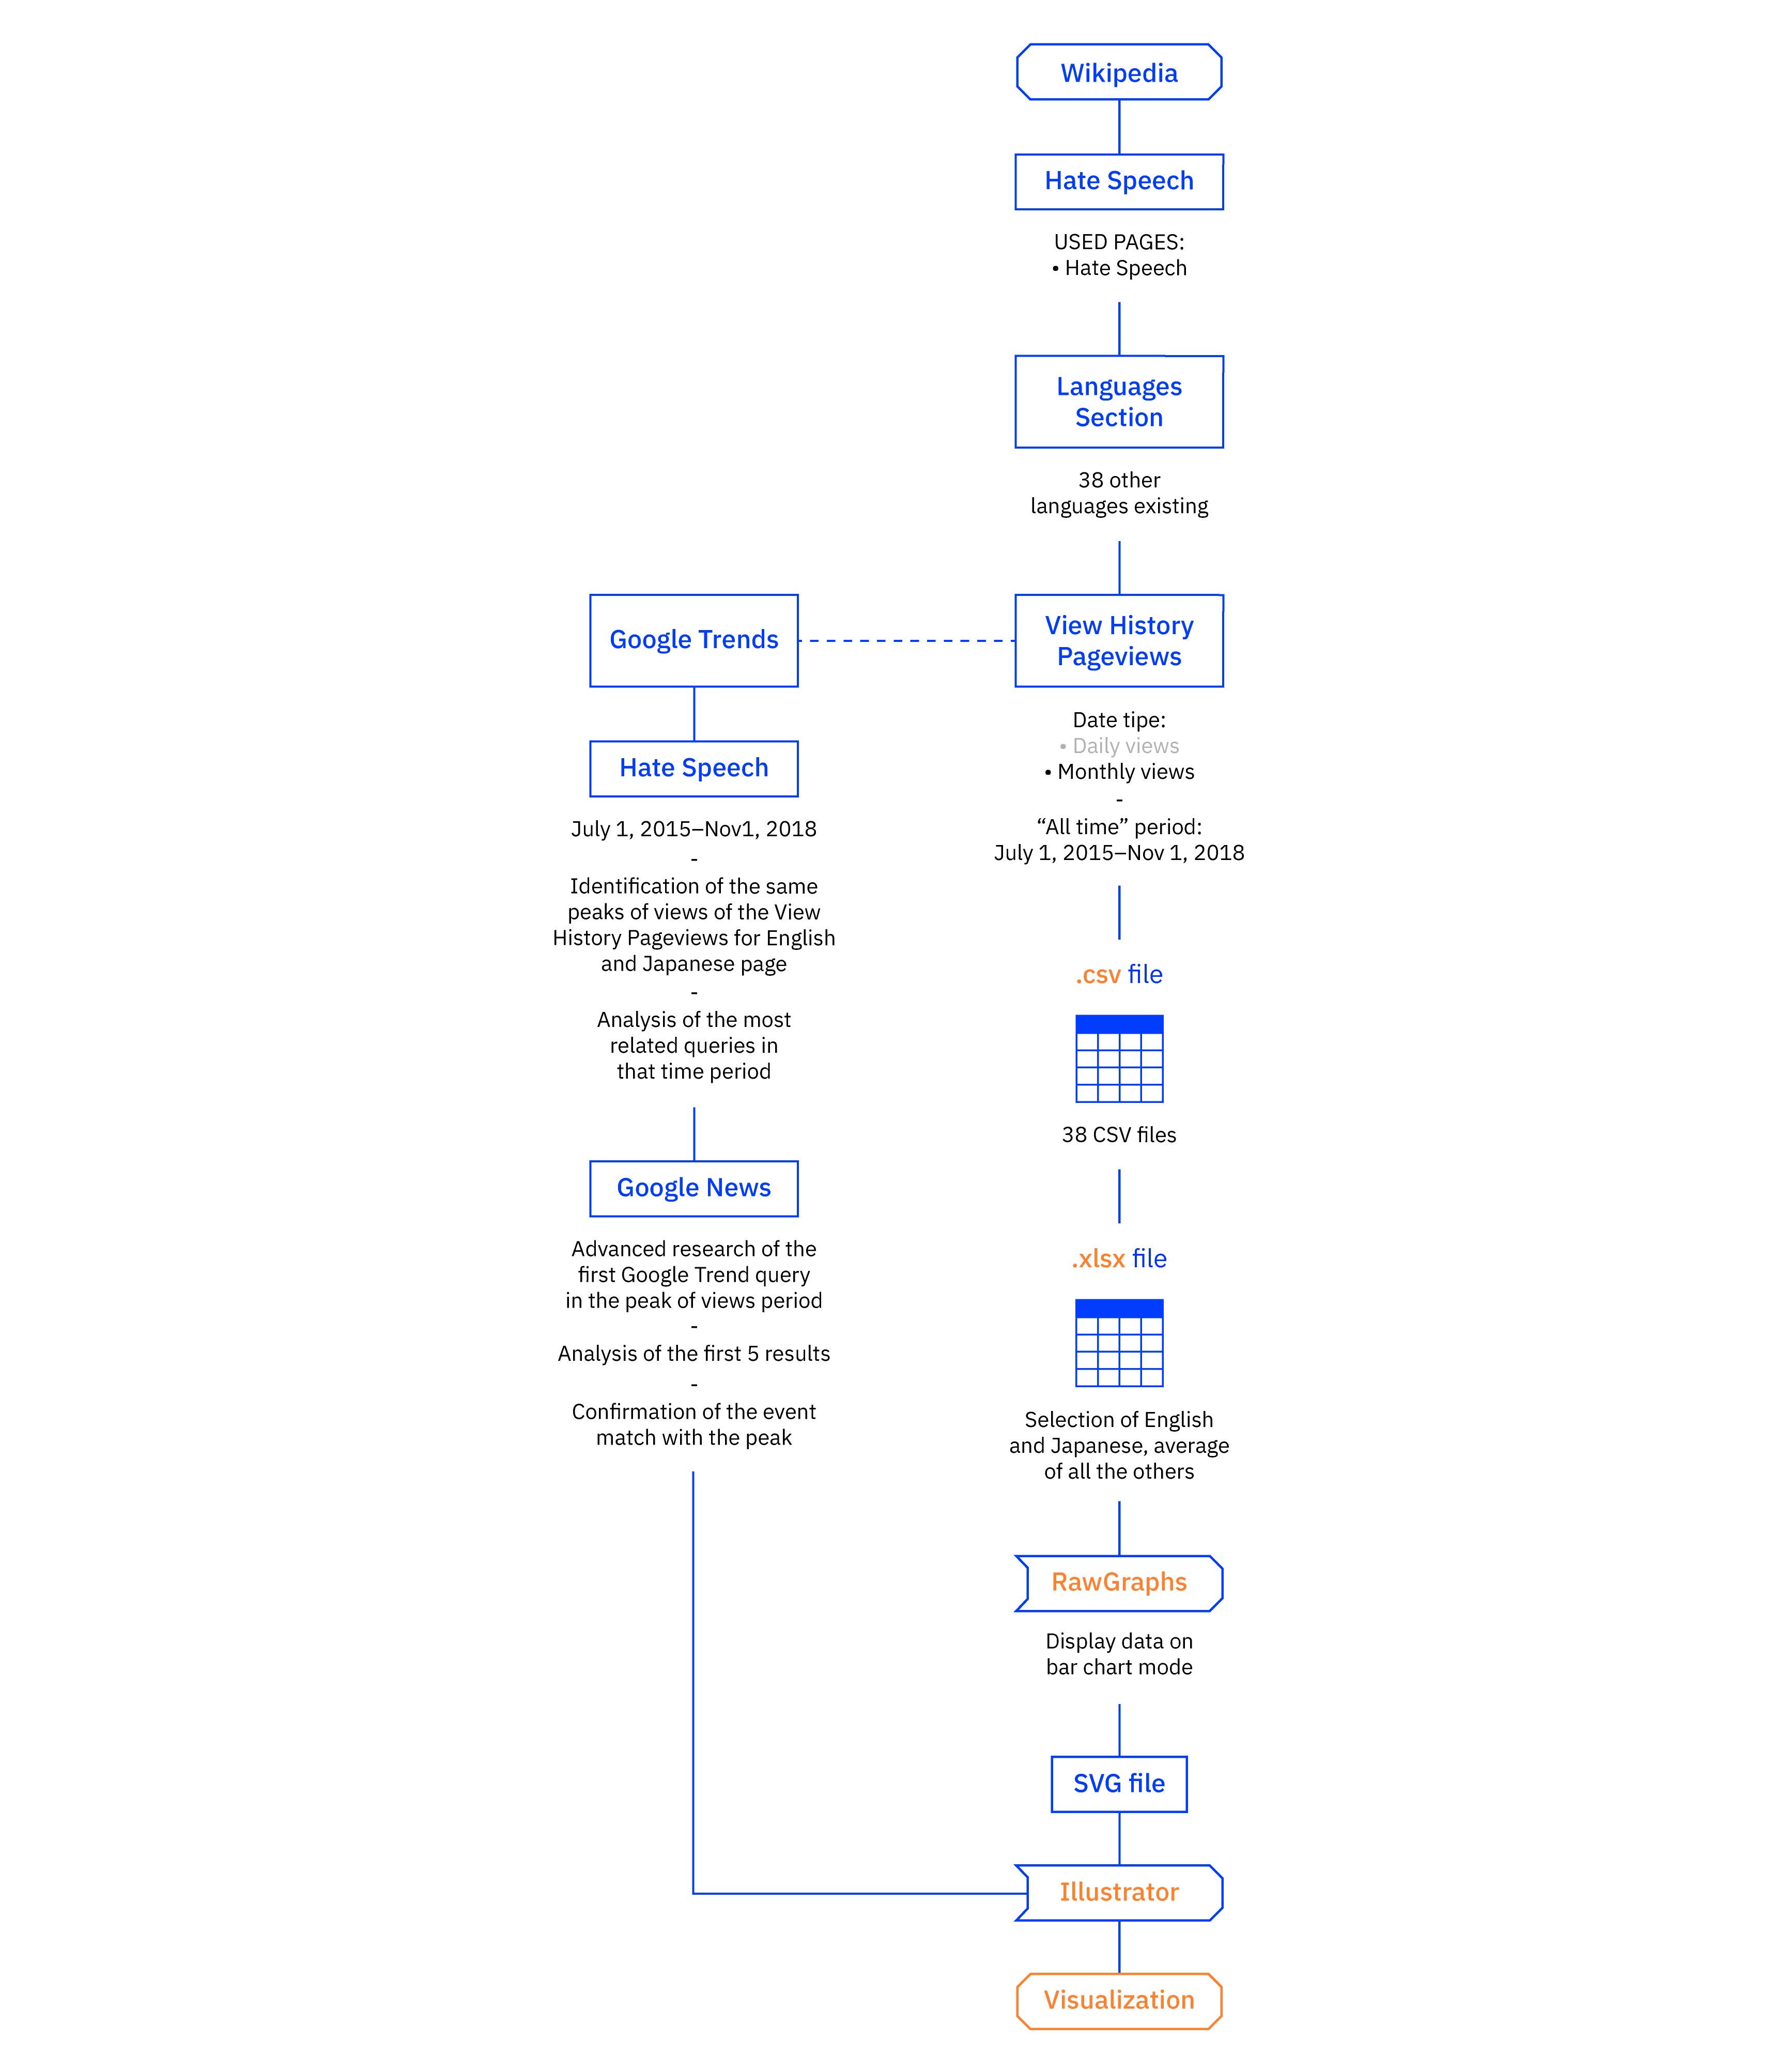 Wikipedia
Hate Speech
USED PAGES:
• Hate Speech
Languages
Section
38 other
languages existing
View History
Pageviews
Date tipe:
• Daily views
• Monthly views
-
“All time” period:
July 1, 2015–Nov 1, 2018
.csv file
38 CSV files
.xlsx file
Selection of English
and Japanese, average
of all the others
RawGraphs
Display data on
bar chart mode
SVG file
Google Trends
Hate Speech
July 1, 2015–Nov1, 2018
-
Identification of the same
peaks of views of the View
History Pageviews for English
and Japanese page
-
Analysis of the most
related queries in
that time period
Google News
Advanced research of the
first Google Trend query
in the peak of views period
-
Analysis of the first 5 results
-
Confirmation of the event
match with the peak
Illustrator
Visualization